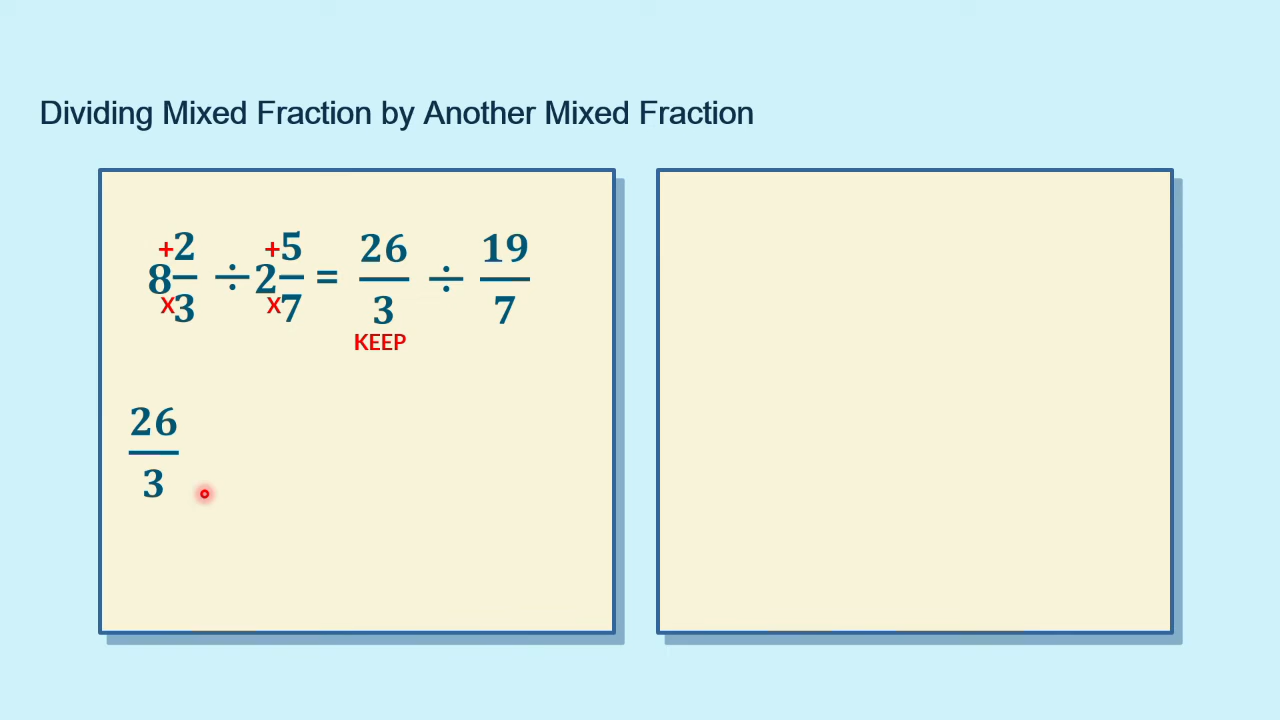 Dividing Mixed Fraction by Another Mixed Fraction
+2 +5 26 19
8 ÷ 2 = ÷
x3 x7 3 7
KEEP
26
3